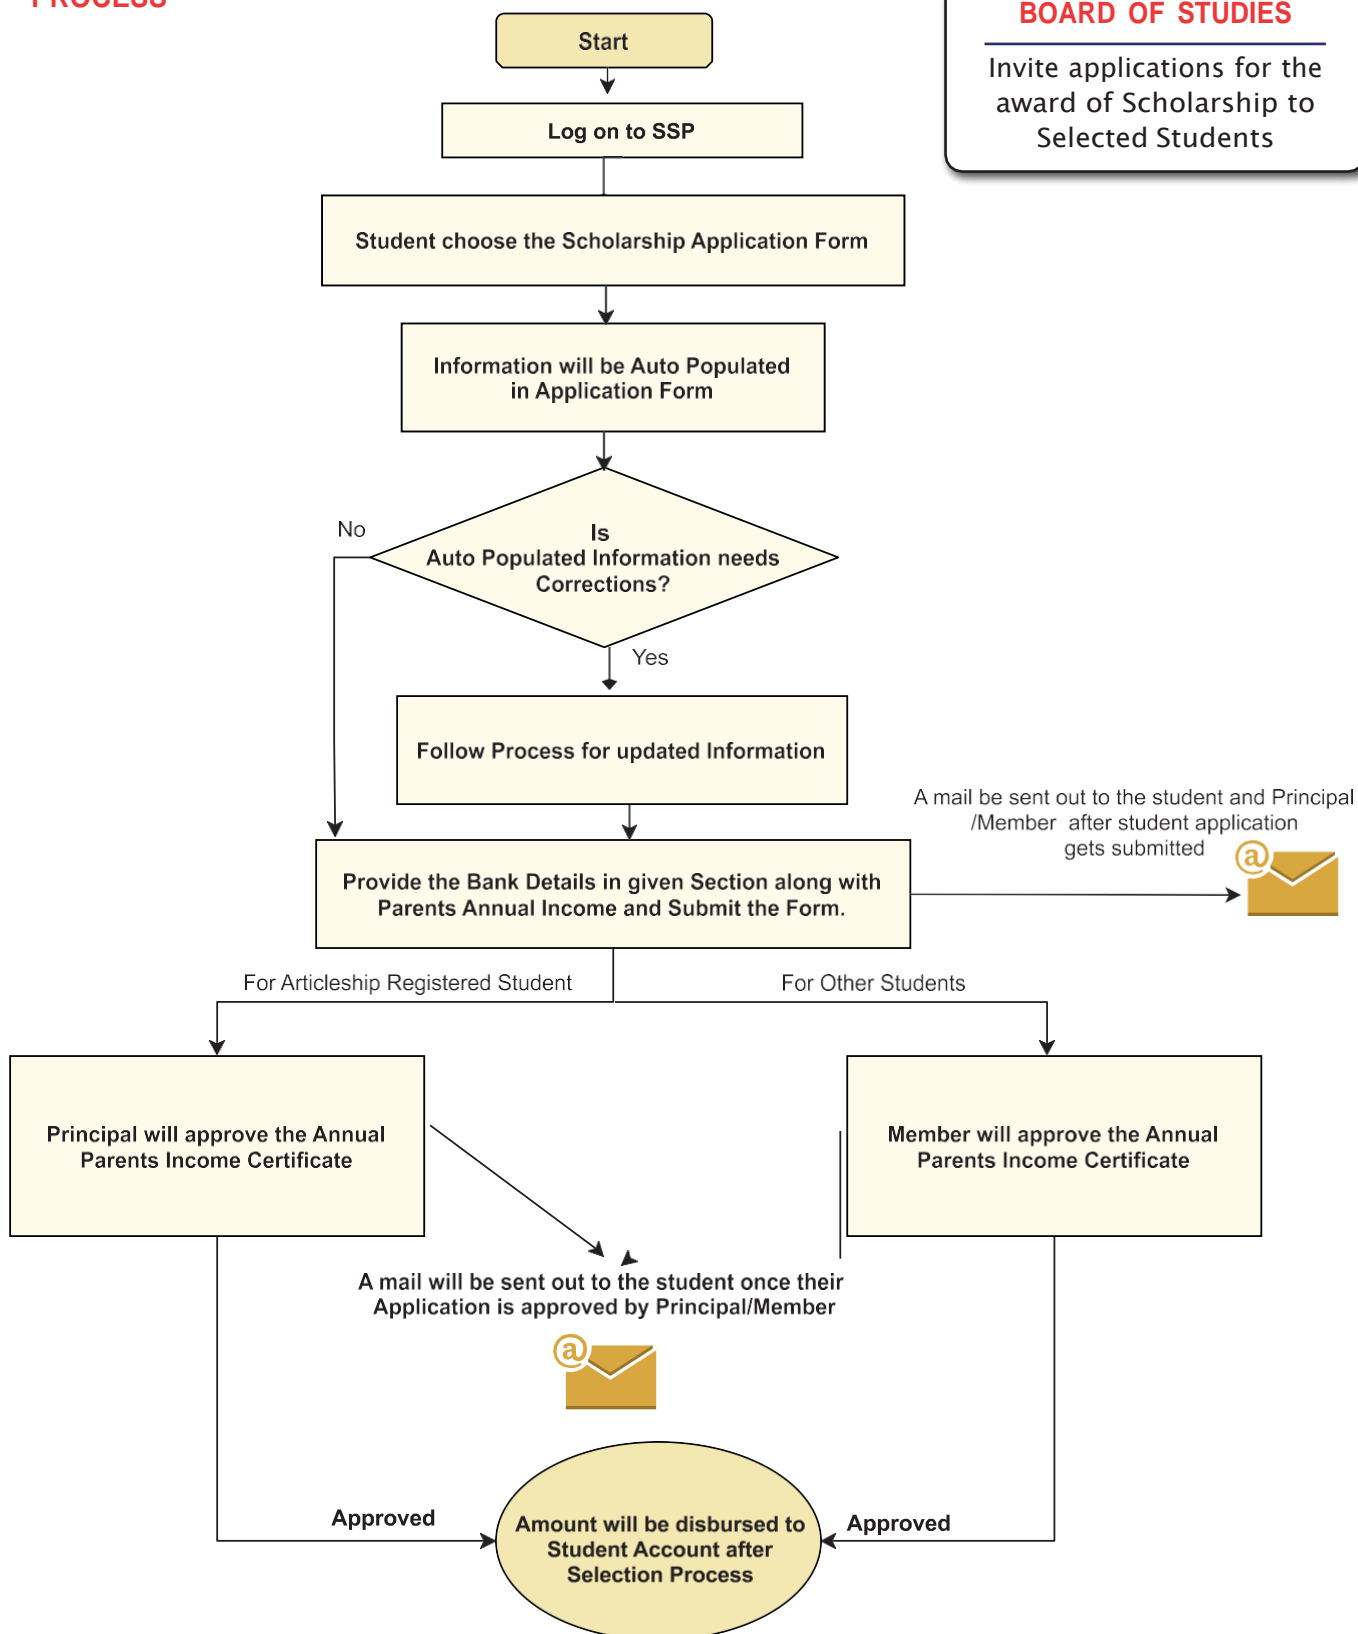 PROCESS
BOARD OF STUDIES
Invite applications for the
award of Scholarship to
Selected Students
Start
Log on to SSP
Student choose the Scholarship Application Form
Information will be Auto Populated
in Application Form
Is
Auto Populated Information needs
Corrections?
No
Yes
Follow Process for updated Information
A mail be sent out to the student and Principal
/Member after student application
gets submitted
@
Provide the Bank Details in given Section along with
Parents Annual Income and Submit the Form.
For Articleship Registered Student
For Other Students
Principal will approve the Annual
Parents Income Certificate
Member will approve the Annual
Parents Income Certificate
A mail will be sent out to the student once their
Application is approved by Principal/Member
@
Approved
Approved
Amount will be disbursed to
Student Account after
Selection Process